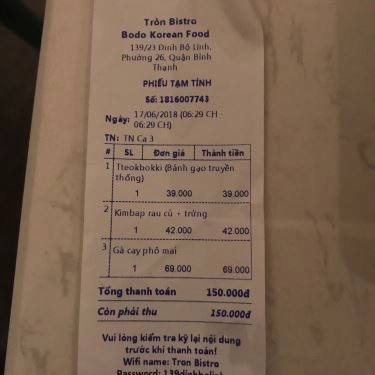 Tròn Bistro
Bodo Korean Food
139/23 Đinh Bộ Lĩnh,
Phường 26, Quận Bình
Thạnh
PHIẾU TẠM TÍNH
Số: 1816007743
Ngày: 17/06/2018 (06:29 CH -
06:29 CH)
TN: TN Ca 3
# SL Đơn giá Thành tiền
1 Tteokbokki (Bánh gạo truyền
thống)
1 39.000 39.000
2 Kimbap rau củ + trứng
1 42.000 42.000
3 Gà cay phô mai
1 69.000 69.000
Tổng thanh toán 150.000đ
Còn phải thu 150.000đ
Vui lòng kiểm tra kỹ lại nội dung
trước khi thanh toán!
Wifi name: Tron Bistro
Password: 139dinhbolinh